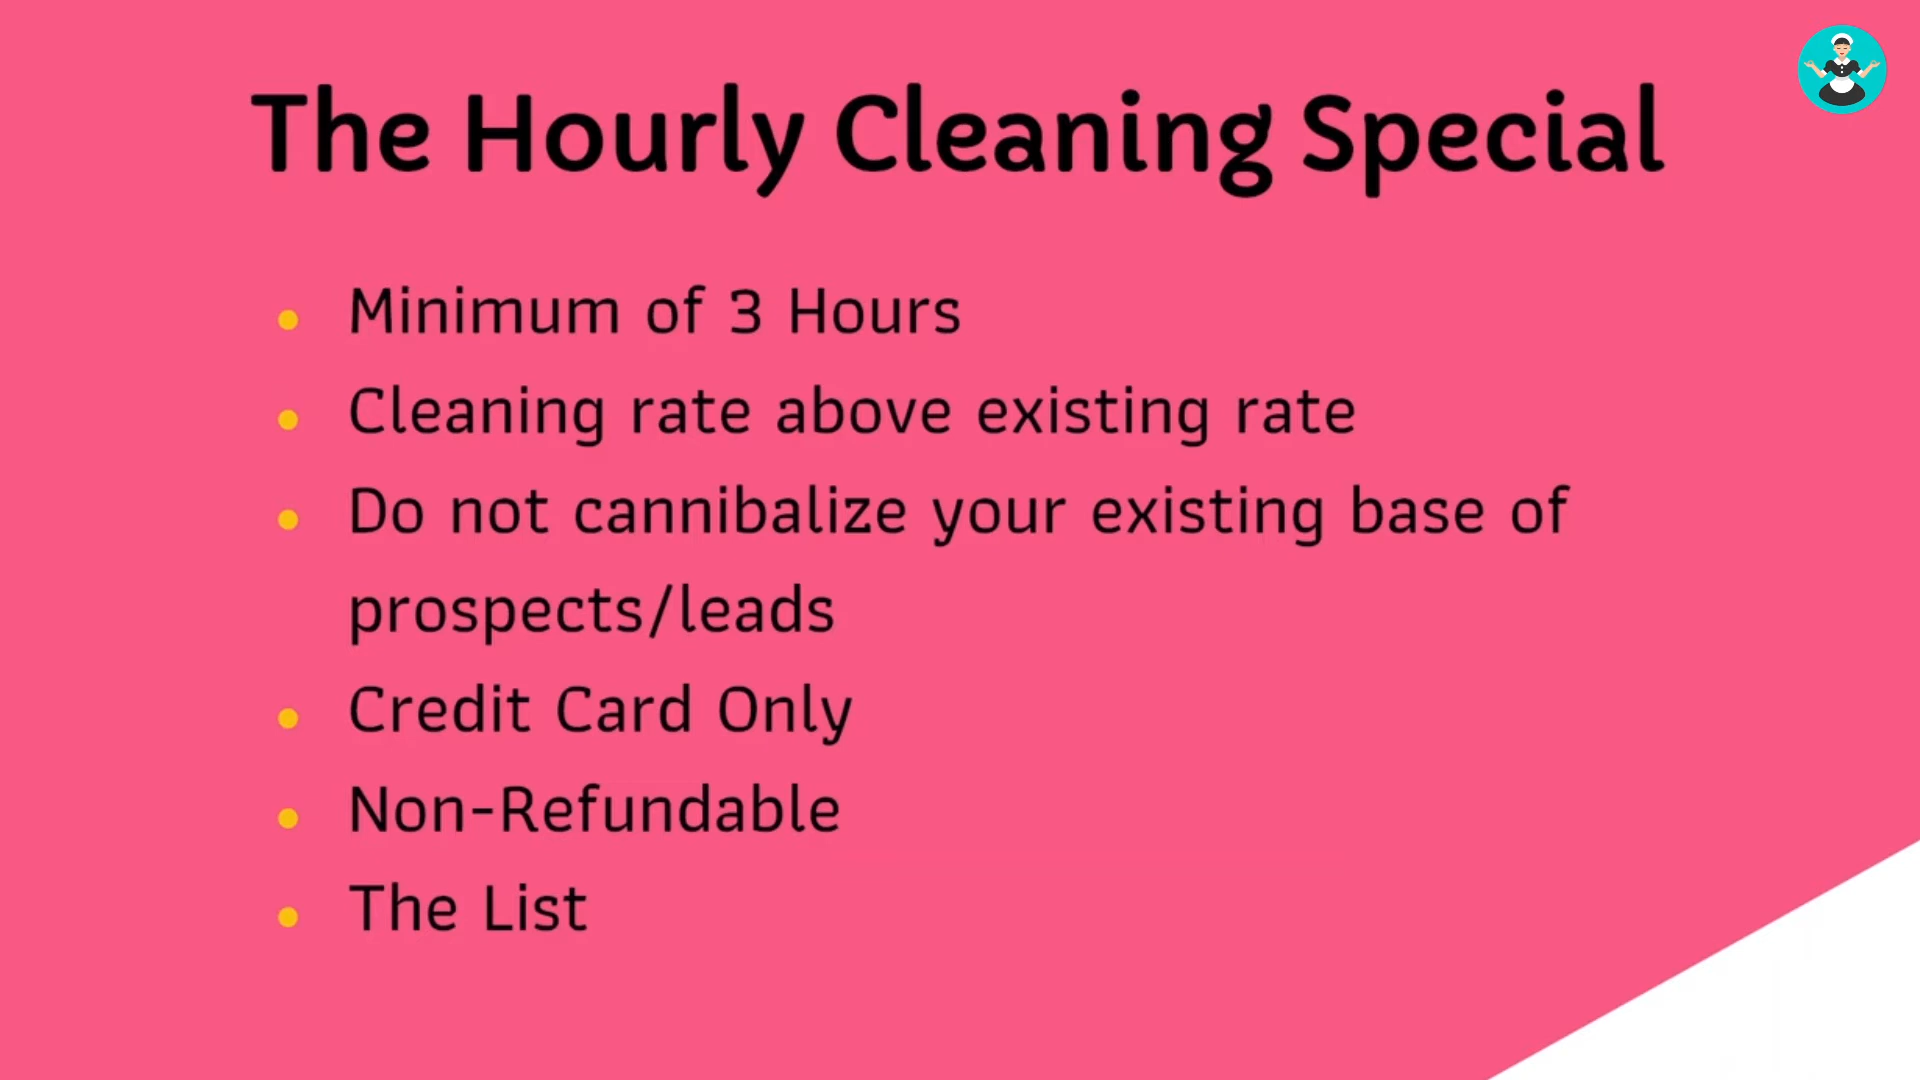 The Hourly Cleaning Special
Minimum of 3 Hours
Cleaning rate above existing rate
Do not cannibalize your existing base of
prospects/leads
Credit Card Only
Non-Refundable
The List